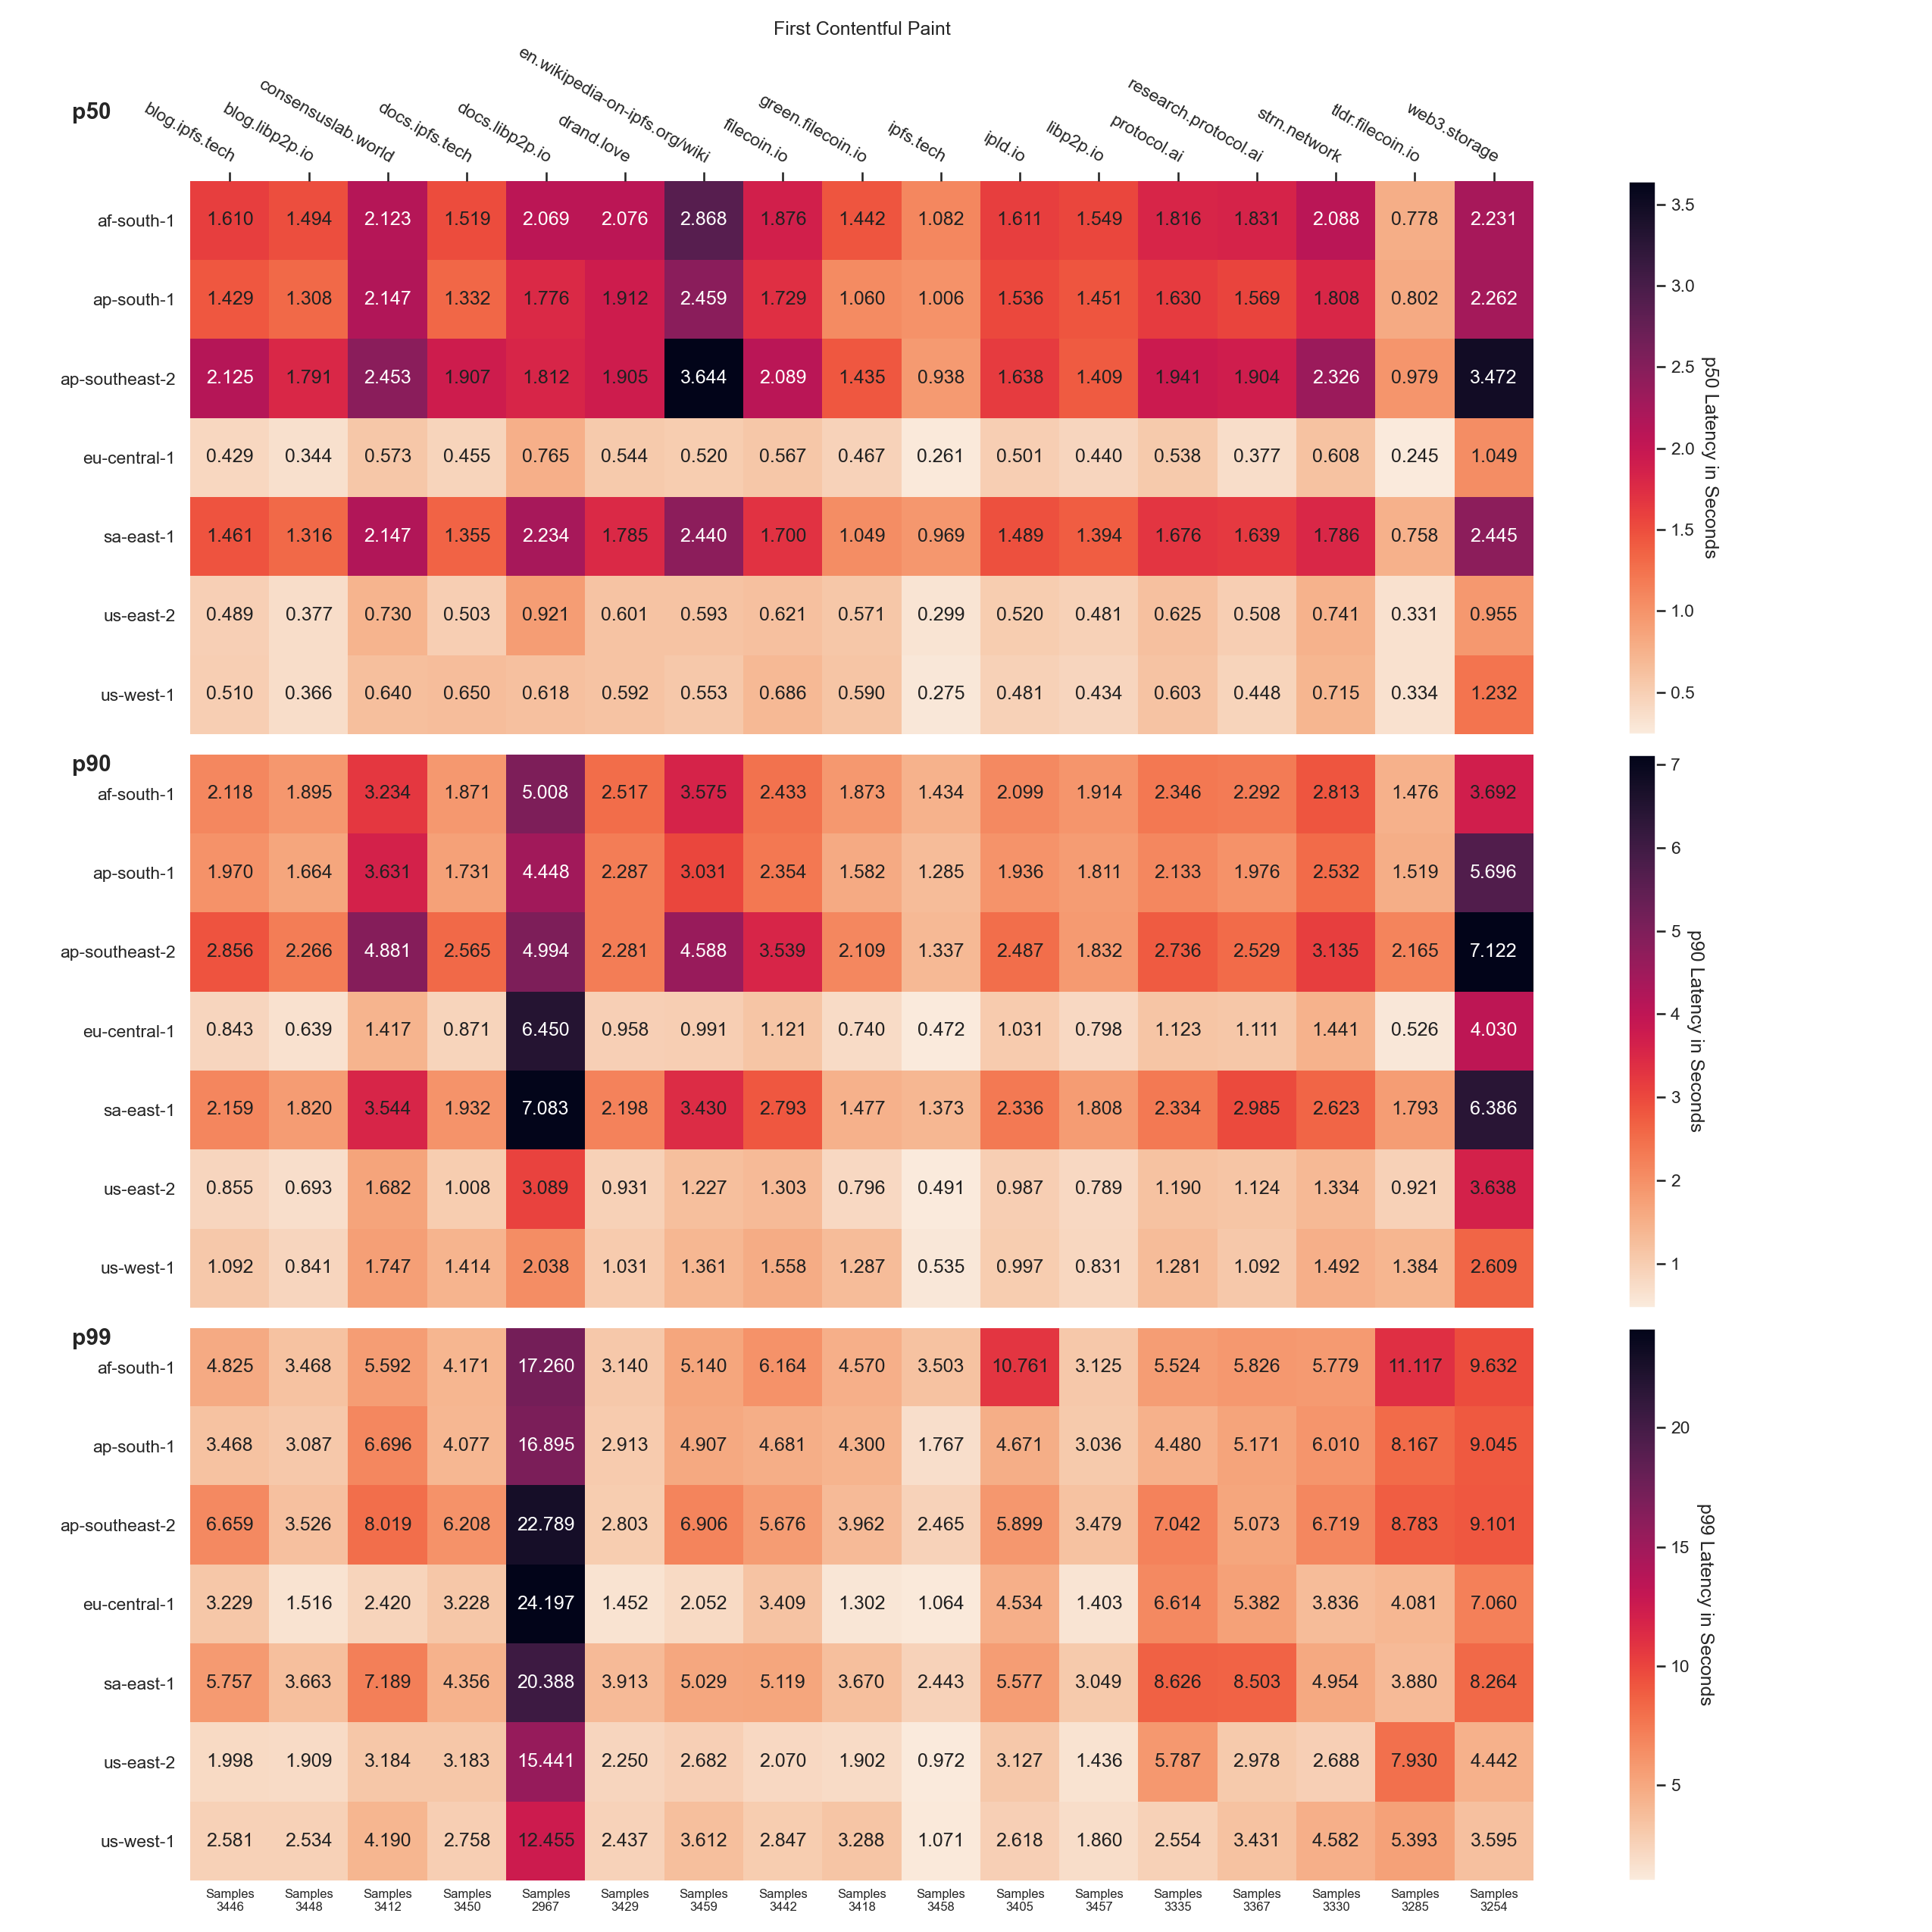 First Contentful Paint
p50
blog.ipfs.tech
blog.libp2p.io
consensuslab.world
docs.ipfs.tech
docs.libp2p.io
drand.love
en.wikipedia-on-ipfs.org/wiki
filecoin.io
green.filecoin.io
ipfs.tech
ipld.io
libp2p.io
protocol.ai
research.protocol.ai
strn.network
tldr.filecoin.io
web3.storage
af-south-1 1.610 1.494 2.123 1.519 2.069 2.076 2.868 1.876 1.442 1.082 1.611 1.549 1.816 1.831 2.088 0.778 2.231
ap-south-1 1.429 1.308 2.147 1.332 1.776 1.912 2.459 1.729 1.060 1.006 1.536 1.451 1.630 1.569 1.808 0.802 2.262
ap-southeast-2 2.125 1.791 2.453 1.907 1.812 1.905 3.644 2.089 1.435 0.938 1.638 1.409 1.941 1.904 2.326 0.979 3.472
eu-central-1 0.429 0.344 0.573 0.455 0.765 0.544 0.520 0.567 0.467 0.261 0.501 0.440 0.538 0.377 0.608 0.245 1.049
sa-east-1 1.461 1.316 2.147 1.355 2.234 1.785 2.440 1.700 1.049 0.969 1.489 1.394 1.676 1.639 1.786 0.758 2.445
us-east-2 0.489 0.377 0.730 0.503 0.921 0.601 0.593 0.621 0.571 0.299 0.520 0.481 0.625 0.508 0.741 0.331 0.955
us-west-1 0.510 0.366 0.640 0.650 0.618 0.592 0.553 0.686 0.590 0.275 0.481 0.434 0.603 0.448 0.715 0.334 1.232
3.5
3.0
2.5
2.0
1.5
1.0
0.5
p50 Latency in Seconds
p90
af-south-1 2.118 1.895 3.234 1.871 5.008 2.517 3.575 2.433 1.873 1.434 2.099 1.914 2.346 2.292 2.813 1.476 3.692
ap-south-1 1.970 1.664 3.631 1.731 4.448 2.287 3.031 2.354 1.582 1.285 1.936 1.811 2.133 1.976 2.532 1.519 5.696
ap-southeast-2 2.856 2.266 4.881 2.565 4.994 2.281 4.588 3.539 2.109 1.337 2.487 1.832 2.736 2.529 3.135 2.165 7.122
eu-central-1 0.843 0.639 1.417 0.871 6.450 0.958 0.991 1.121 0.740 0.472 1.031 0.798 1.123 1.111 1.441 0.526 4.030
sa-east-1 2.159 1.820 3.544 1.932 7.083 2.198 3.430 2.793 1.477 1.373 2.336 1.808 2.334 2.985 2.623 1.793 6.386
us-east-2 0.855 0.693 1.682 1.008 3.089 0.931 1.227 1.303 0.796 0.491 0.987 0.789 1.190 1.124 1.334 0.921 3.638
us-west-1 1.092 0.841 1.747 1.414 2.038 1.031 1.361 1.558 1.287 0.535 0.997 0.831 1.281 1.092 1.492 1.384 2.609
7
6
5
4
3
2
1
p90 Latency in Seconds
p99
af-south-1 4.825 3.468 5.592 4.171 17.260 3.140 5.140 6.164 4.570 3.503 10.761 3.125 5.524 5.826 5.779 11.117 9.632
ap-south-1 3.468 3.087 6.696 4.077 16.895 2.913 4.907 4.681 4.300 1.767 4.671 3.036 4.480 5.171 6.010 8.167 9.045
ap-southeast-2 6.659 3.526 8.019 6.208 22.789 2.803 6.906 5.676 3.962 2.465 5.899 3.479 7.042 5.073 6.719 8.783 9.101
eu-central-1 3.229 1.516 2.420 3.228 24.197 1.452 2.052 3.409 1.302 1.064 4.534 1.403 6.614 5.382 3.836 4.081 7.060
sa-east-1 5.757 3.663 7.189 4.356 20.388 3.913 5.029 5.119 3.670 2.443 5.577 3.049 8.626 8.503 4.954 3.880 8.264
us-east-2 1.998 1.909 3.184 3.183 15.441 2.250 2.682 2.070 1.902 0.972 3.127 1.436 5.787 2.978 2.688 7.930 4.442
us-west-1 2.581 2.534 4.190 2.758 12.455 2.437 3.612 2.847 3.288 1.071 2.618 1.860 2.554 3.431 4.582 5.393 3.595
20
15
10
5
p99 Latency in Seconds
Samples Samples Samples Samples Samples Samples Samples Samples Samples Samples Samples Samples Samples Samples Samples Samples Samples
3446 3448 3412 3450 2967 3429 3459 3442 3418 3458 3405 3457 3335 3367 3330 3285 3254